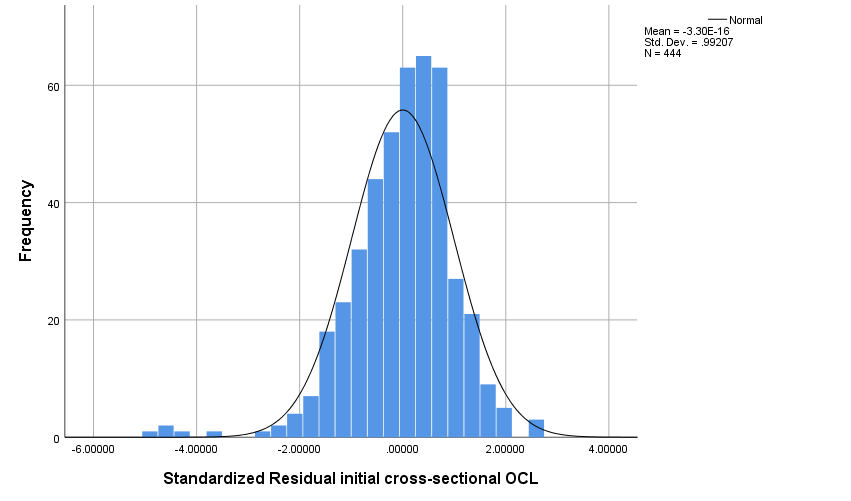 Normal
Mean = -3.30E-16
Std. Dev. = .99207
N = 444
Frequency
60
40
20
0
-6.00000 -4.00000 -2.00000 .00000 2.00000 4.00000
Standardized Residual initial cross-sectional OCL